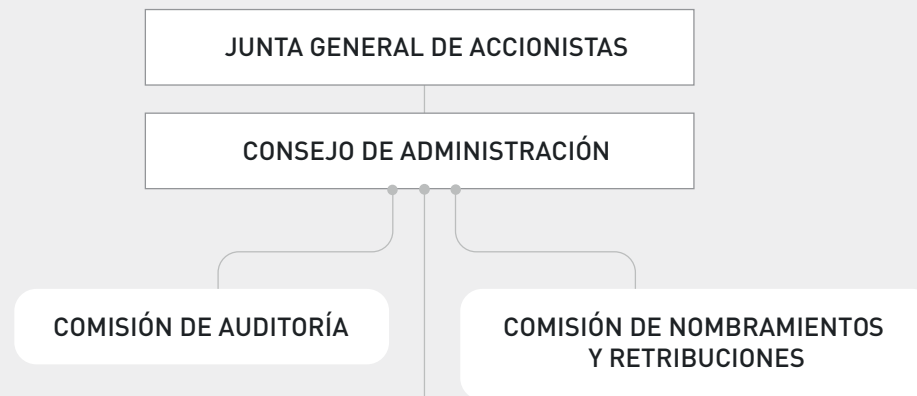 JUNTA GENERAL DE ACCIONISTAS
CONSEJO DE ADMINISTRACIÓN
COMISIÓN DE AUDITORÍA
COMISIÓN DE NOMBRAMIENTOS
Y RETRIBUCIONES